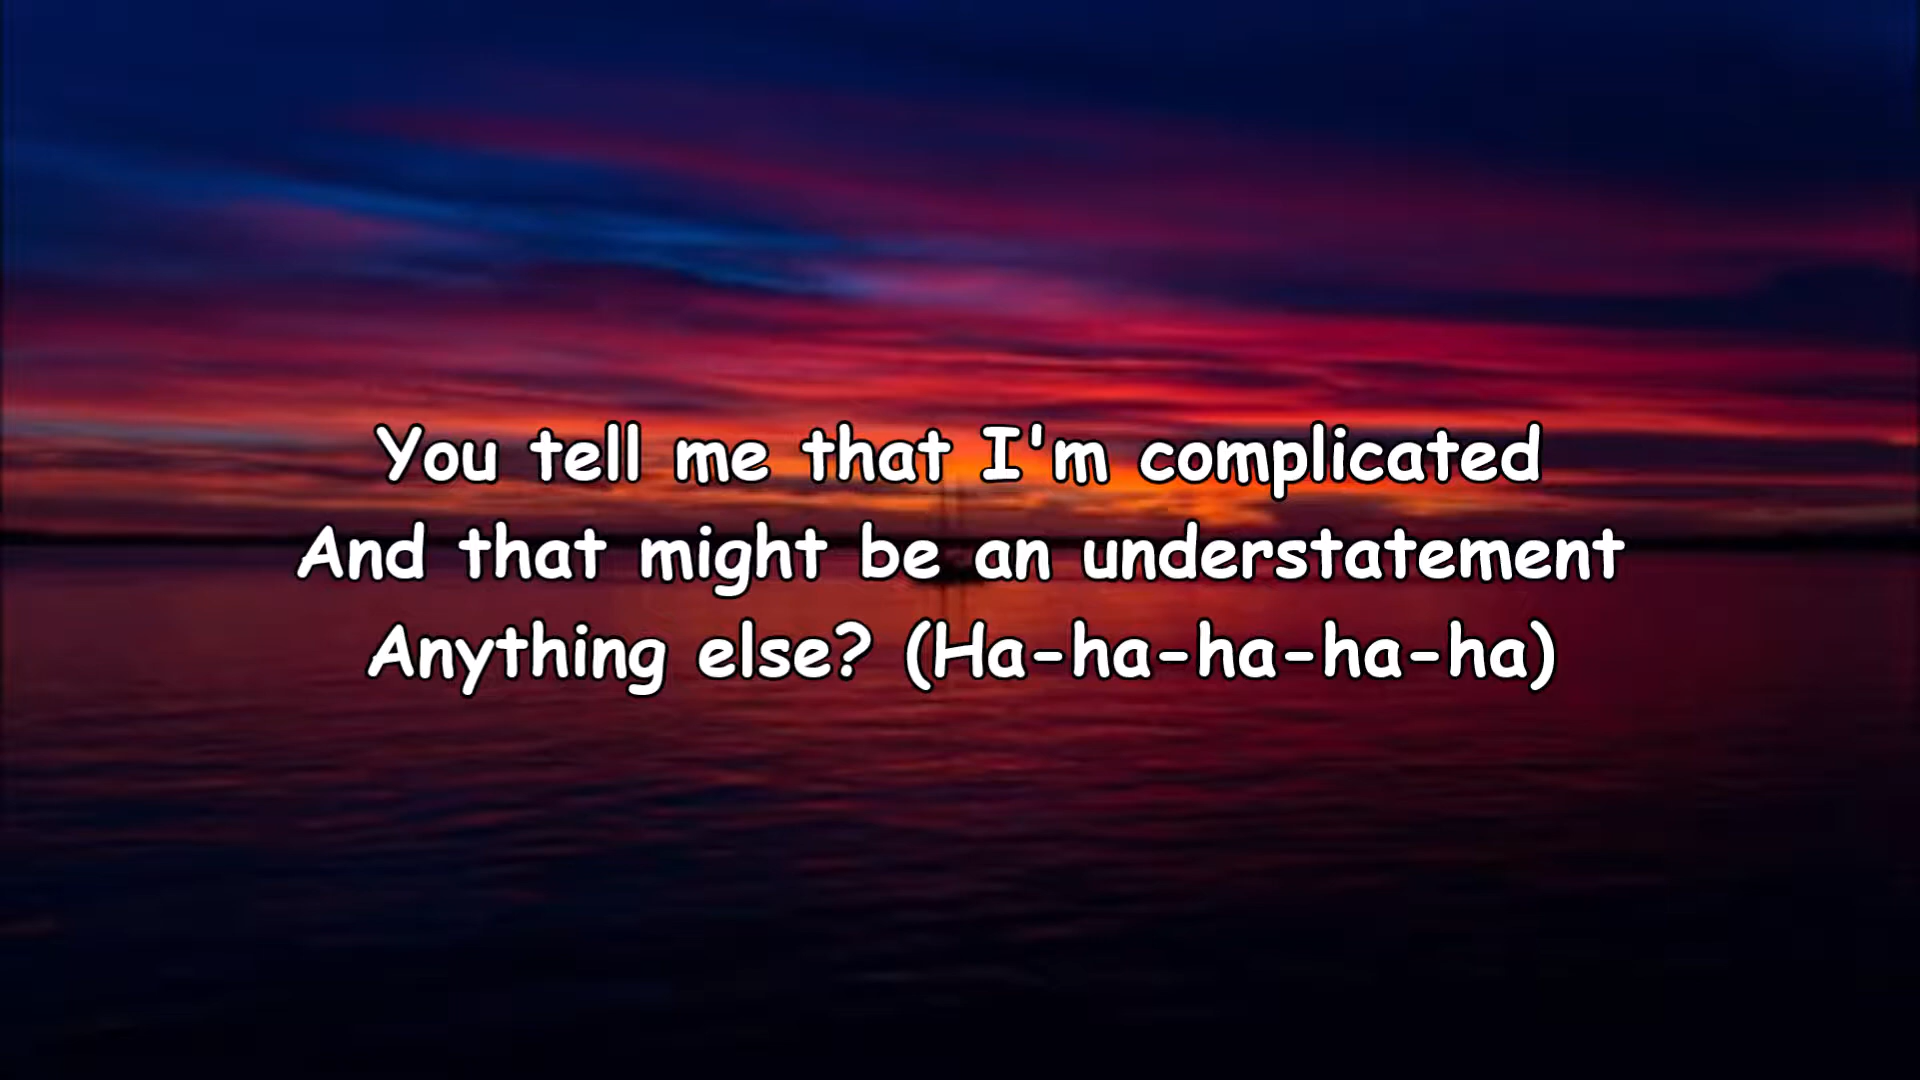 You tell me that I'm complicated
And that might be an understatement
Anything else? (Ha-ha-ha-ha-ha)